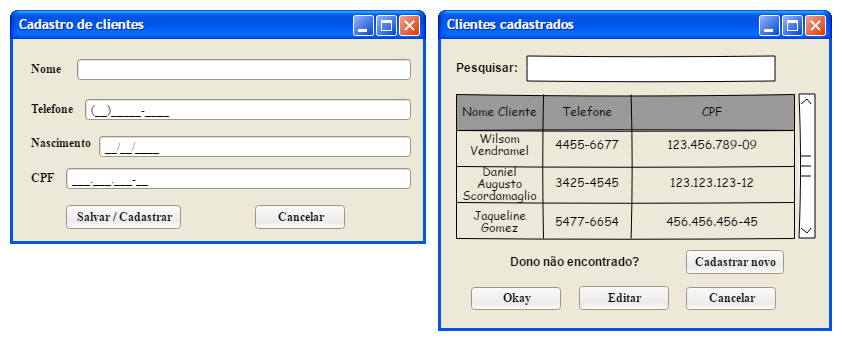 Cadastro de clientes
Nome
Telefone (__)_____-____
Nascimento __/__/____
CPF ___.___.___-__
Salvar / Cadastrar Cancelar
Clientes cadastrados
Pesquisar:
Nome Cliente Telefone CPF
Wilsom
Vendramel 4455-6677 123.456.789-09
Daniel
Augusto
Scordamaglio 3425-4545 123.123.123-12
Jaqueline
Gomez 5477-6654 456.456.456-45
Dono não encontrado? Cadastrar novo
Okay Editar Cancelar